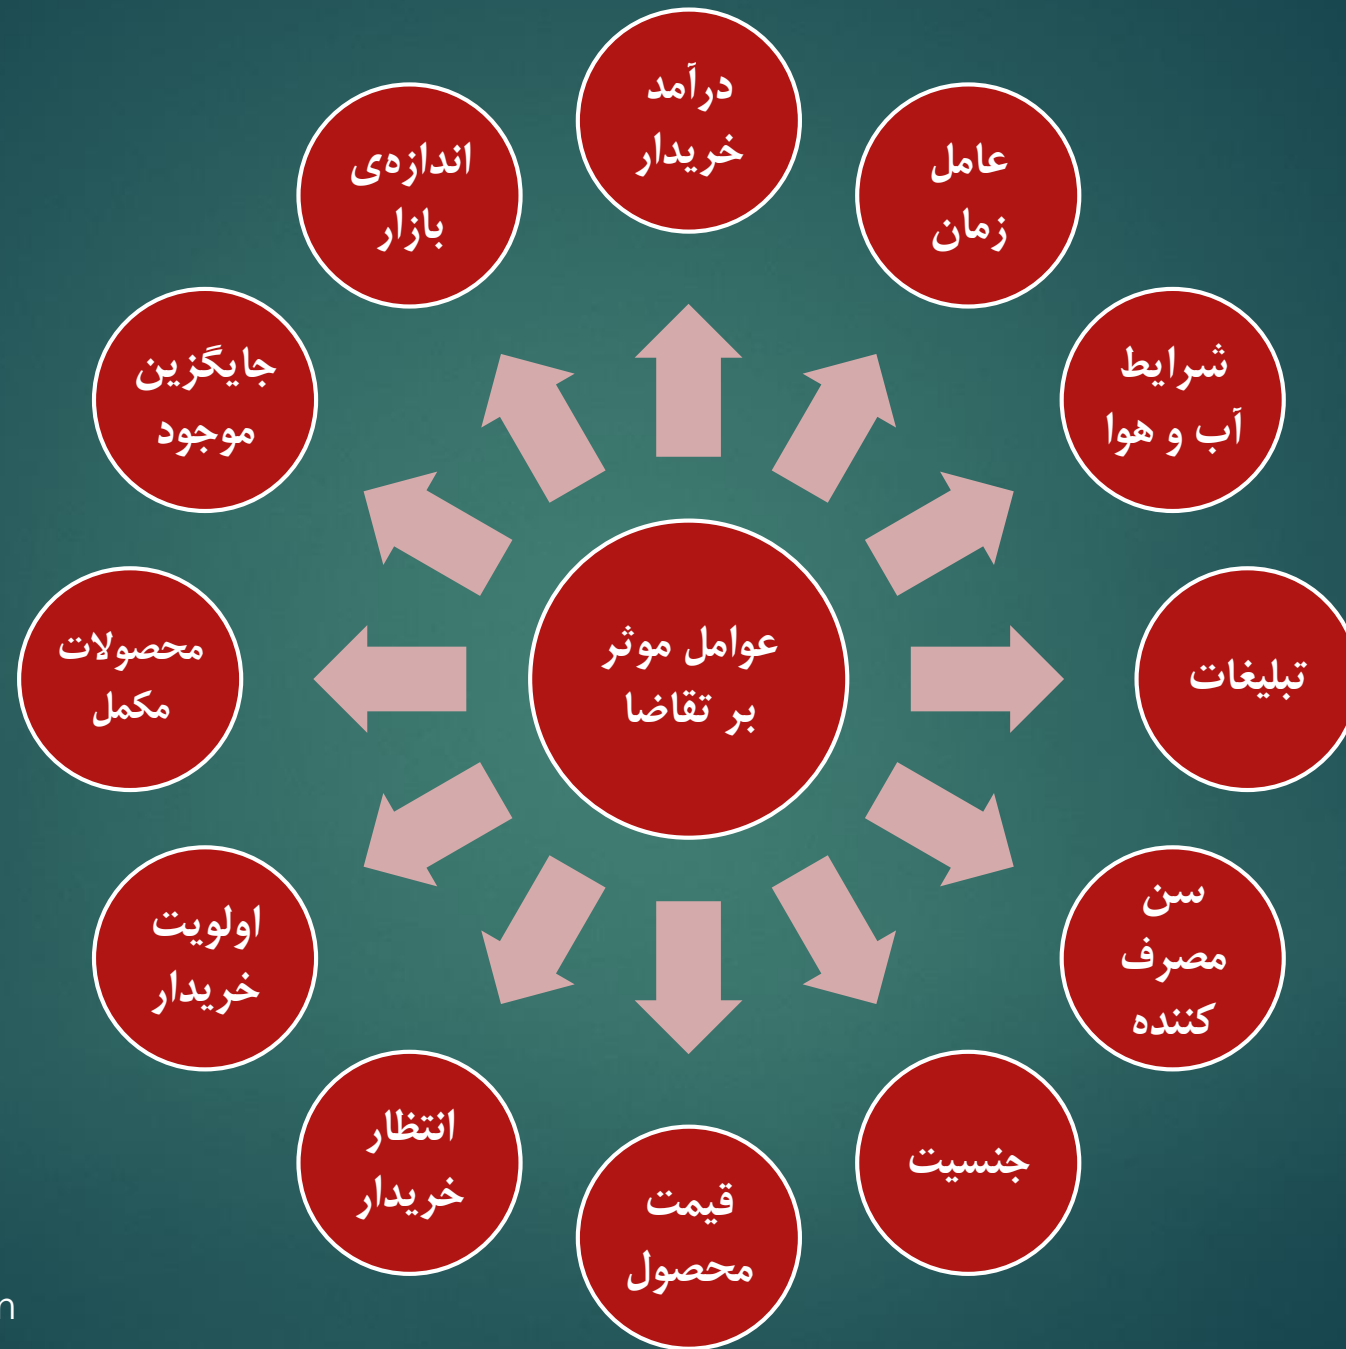 عوامل موثر
بر تقاضا
درآمد
خریدار
عامل
زمان
شرایط
آب و هوا
تبلیغات
سن
مصرف
کننده
جنسیت
قیمت
محصول
انتظار
خریدار
اولویت
خریدار
محصولات
مکمل
جایگزین
موجود
اندازه‌ی
بازار